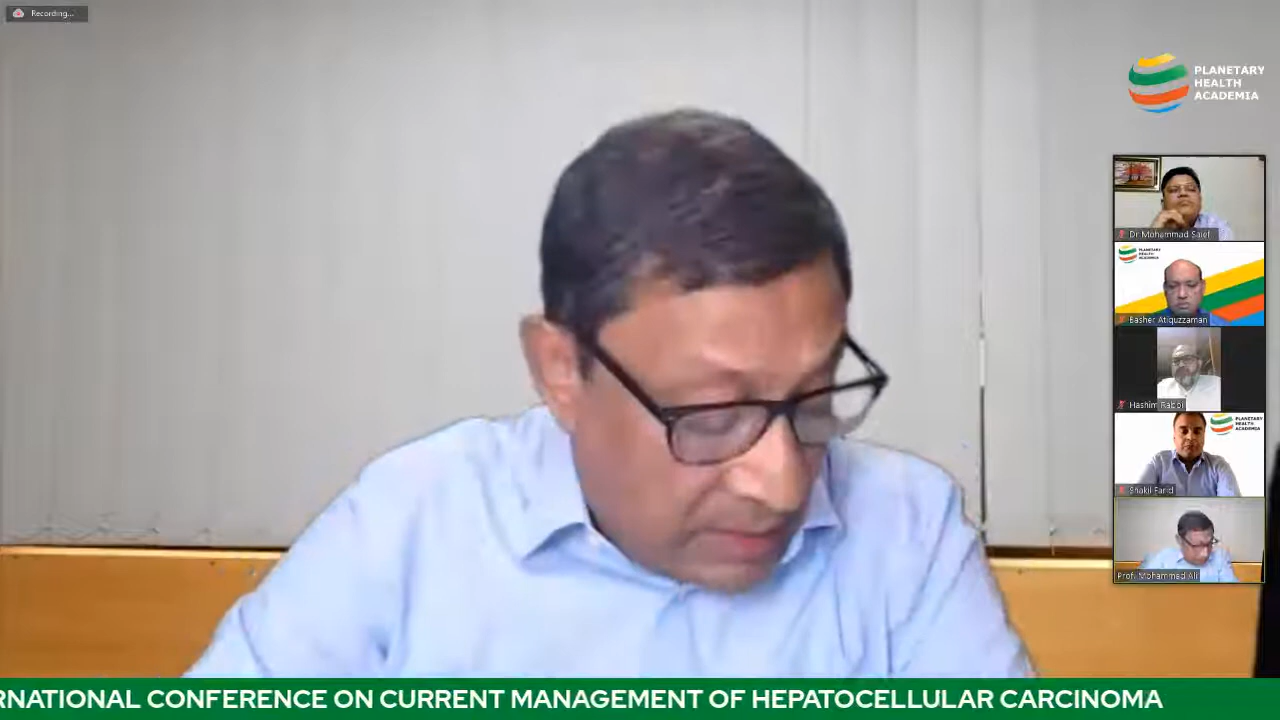 Recording...
PLANETARY
HEALTH
ACADEMIA
Dr.Mohammad Saief
PLANETARY
HEALTH
ACADEMIA
Basher Atiquzzaman
Hashim Rabbi
PLANETARY
HEALTH
ACADEMIA
Shakil Farid
Prof. Mohammad Ali
RNATIONAL CONFERENCE ON CURRENT MANAGEMENT OF HEPATOCELLULAR CARCINOMA